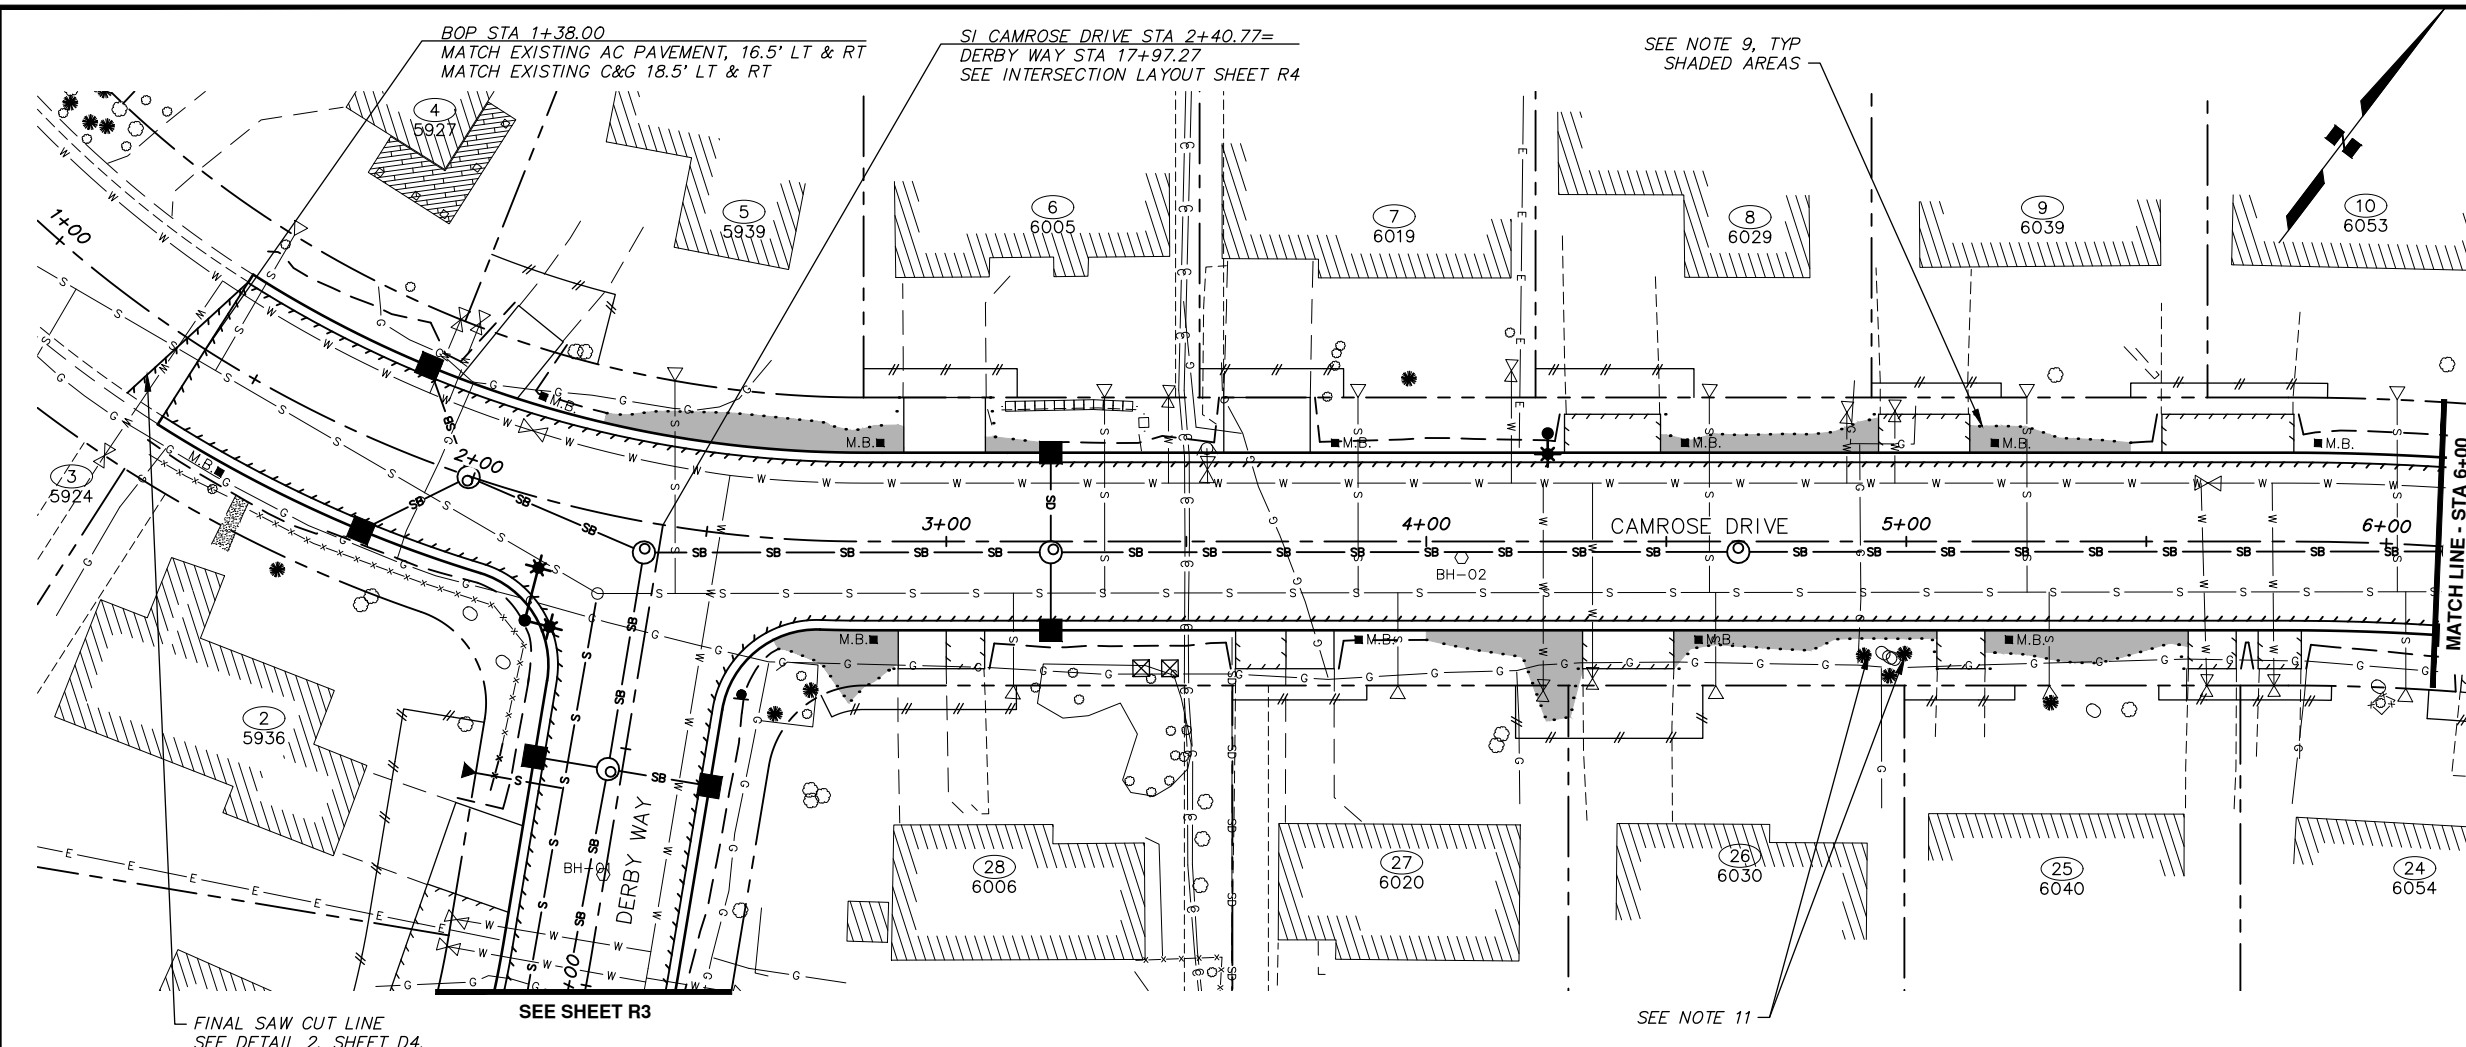 BOP STA 1+38.00
MATCH EXISTING AC PAVEMENT, 16.5' LT & RT
MATCH EXISTING C&G 18.5' LT & RT
SI CAMROSE DRIVE STA 2+40.77=
DERBY WAY STA 17+97.27
SEE INTERSECTION LAYOUT SHEET R4
SEE NOTE 9, TYP
SHADED AREAS
4
5927
5
5939
6
6005
7
6019
8
6029
9
6039
10
6053
1+00
2+00
3+00
4+00
CAMROSE DRIVE
5+00
6+00
MATCH LINE - STA 6+00
M.B.
M.B.
M.B.
M.B.
M.B.
M.B.
M.B.
M.B.
M.B.
M.B.
M.B.
BH-02
3
5924
2
5936
BH-01
DERBY WAY
28
6006
27
6020
26
6030
25
6040
24
6054
SEE SHEET R3
FINAL SAW CUT LINE
SEE DETAIL 2, SHEET D4.
SEE NOTE 11